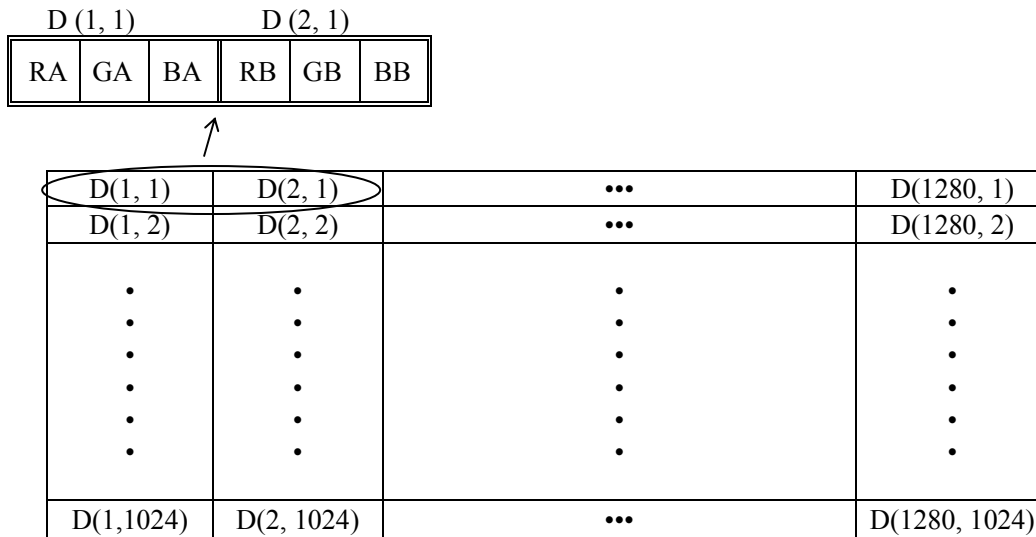 D (1, 1) D (2, 1)
RA GA BA RB GB BB
D(1, 1) D(2, 1) ••• D(1280, 1)
D(1, 2) D(2, 2) ••• D(1280, 2)
• • • •
• • • •
• • • •
• • • •
• • • •
• • • •
D(1,1024) D(2, 1024) ••• D(1280, 1024)